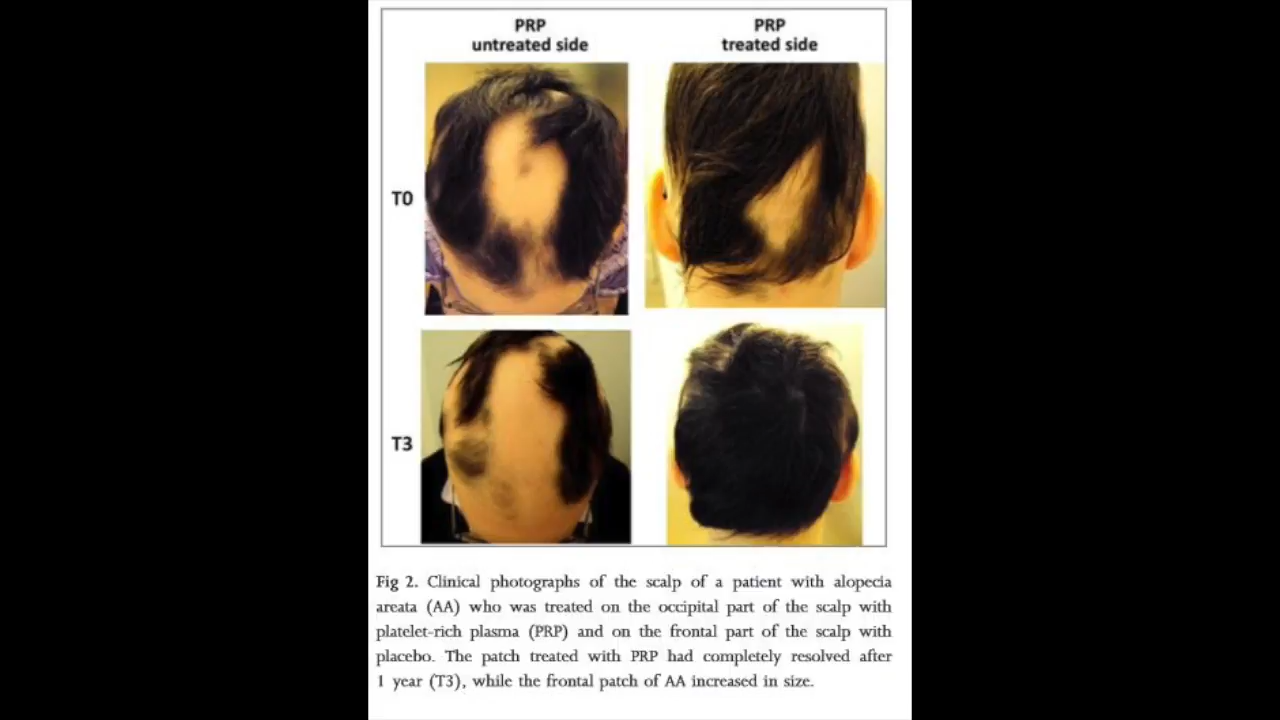 PRP
untreated side
PRP
treated side
T0
T3
Fig 2. Clinical photographs of the scalp of a patient with alopecia
areata (AA) who was treated on the occipital part of the scalp with
platelet-rich plasma (PRP) and on the frontal part of the scalp with
placebo. The patch treated with PRP had completely resolved after
1 year (T3), while the frontal patch of AA increased in size.